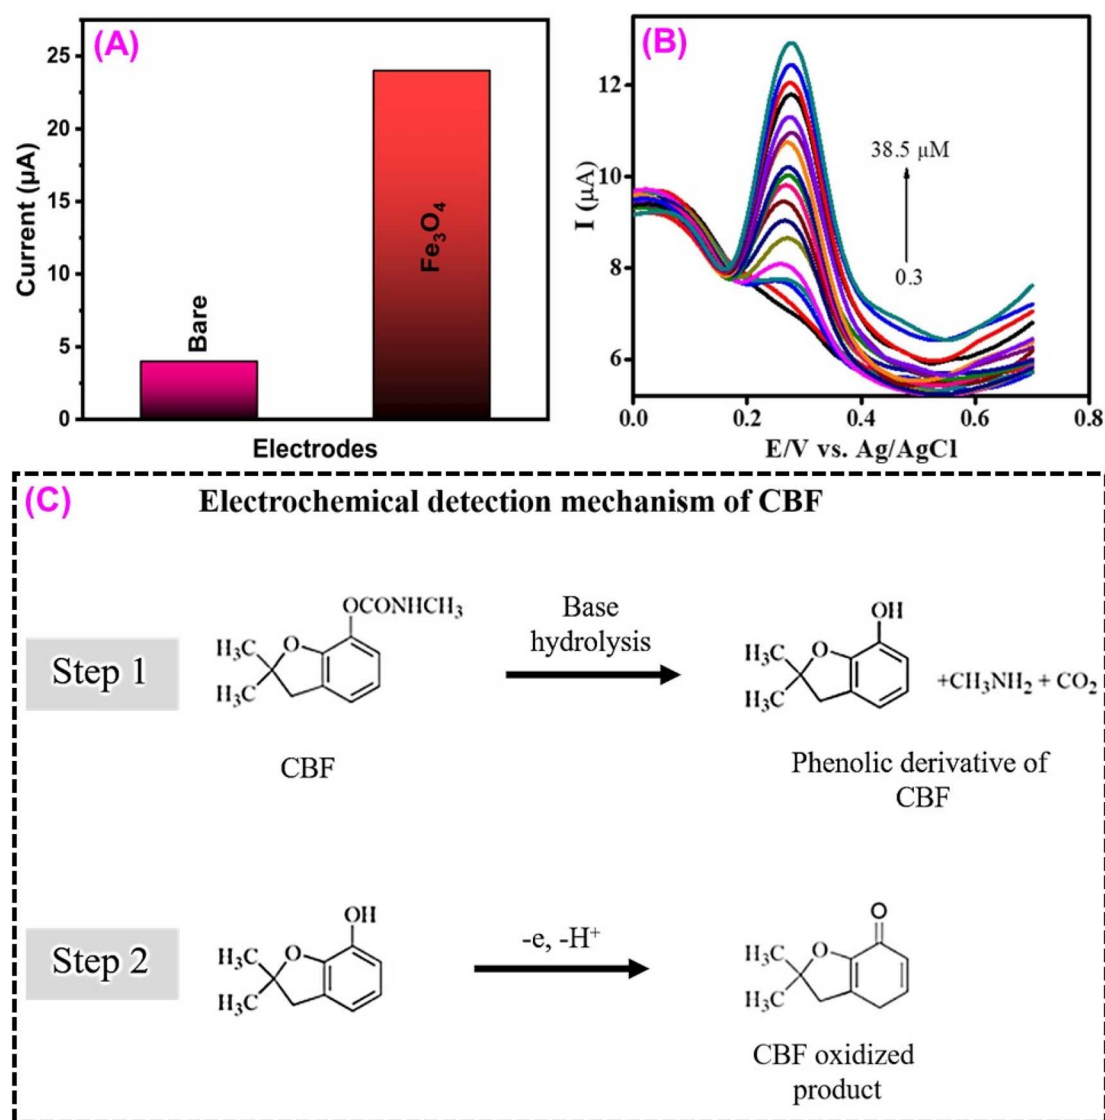 (A)
25
20
15
10
5
0
Current (µA)
Bare
Fe₃O₄
Electrodes
(B)
12
10
8
6
I (µA)
38.5 µM
0.3
0.0 0.2 0.4 0.6 0.8
E/V vs. Ag/AgCl
(C) Electrochemical detection mechanism of CBF
Step 1
OCONHCH₃
H₃C
O
H₃C
CBF
Base
hydrolysis
OH
H₃C
O
H₃C
+CH₃NH₂ + CO₂
Phenolic derivative of
CBF
Step 2
OH
H₃C
O
H₃C
-e, -H⁺
O
H₃C
O
H₃C
CBF oxidized
product